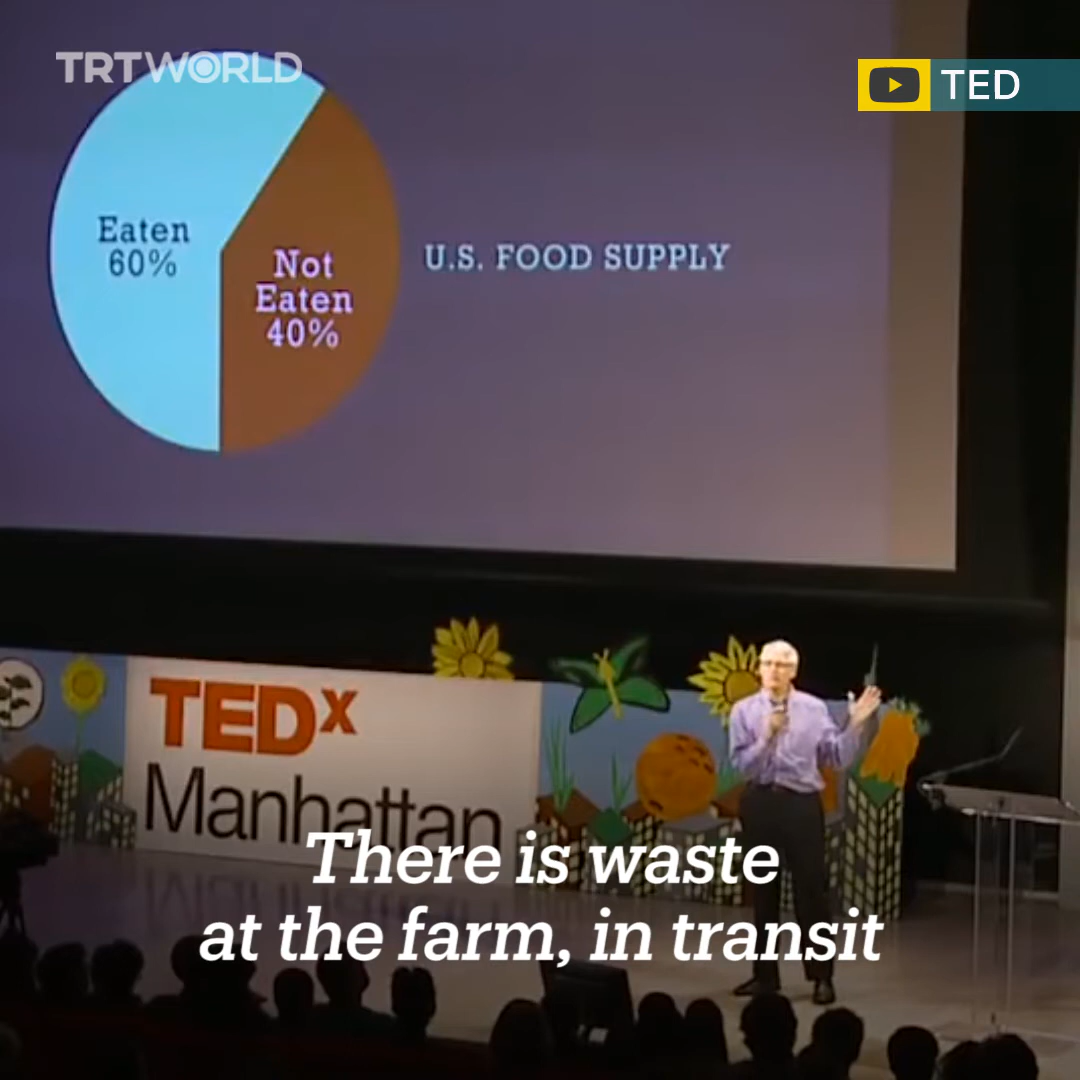 TRTWORLD
TED
Eaten
60%
Not
Eaten
40%
U.S. FOOD SUPPLY
TEDx
Manhattan
There is waste
at the farm, in transit